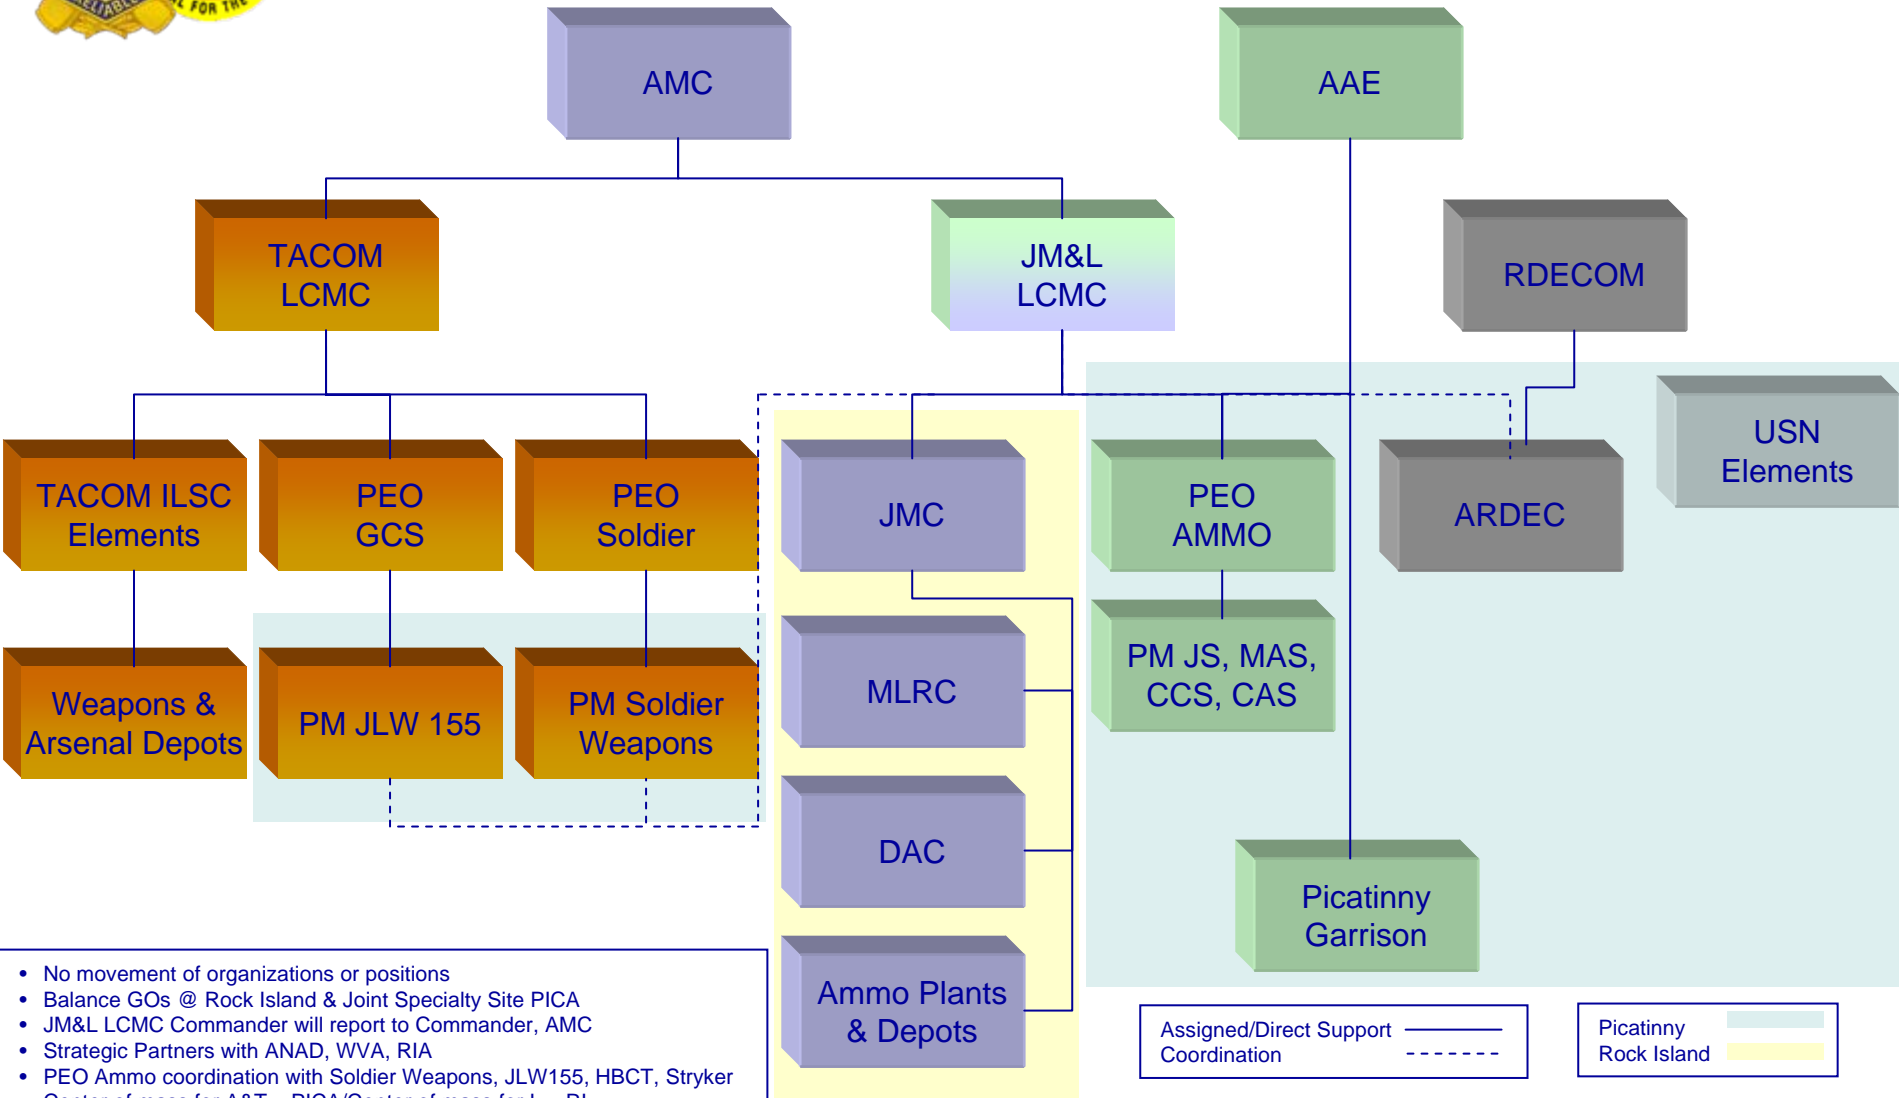 RELIABLE
FOR THE
AMC
AAE
TACOM
LCMC
JM&L
LCMC
RDECOM
USN
Elements
TACOM ILSC
Elements
PEO
GCS
PEO
Soldier
JMC
PEO
AMMO
ARDEC
Weapons &
Arsenal Depots
PM JLW 155
PM Soldier
Weapons
MLRC
PM JS, MAS,
CCS, CAS
DAC
Picatinny
Garrison
Ammo Plants
& Depots
• No movement of organizations or positions
• Balance GOs @ Rock Island & Joint Specialty Site PICA
• JM&L LCMC Commander will report to Commander, AMC
• Strategic Partners with ANAD, WVA, RIA
• PEO Ammo coordination with Soldier Weapons, JLW155, HBCT, Stryker
Assigned/Direct Support
Coordination
Picatinny
Rock Island